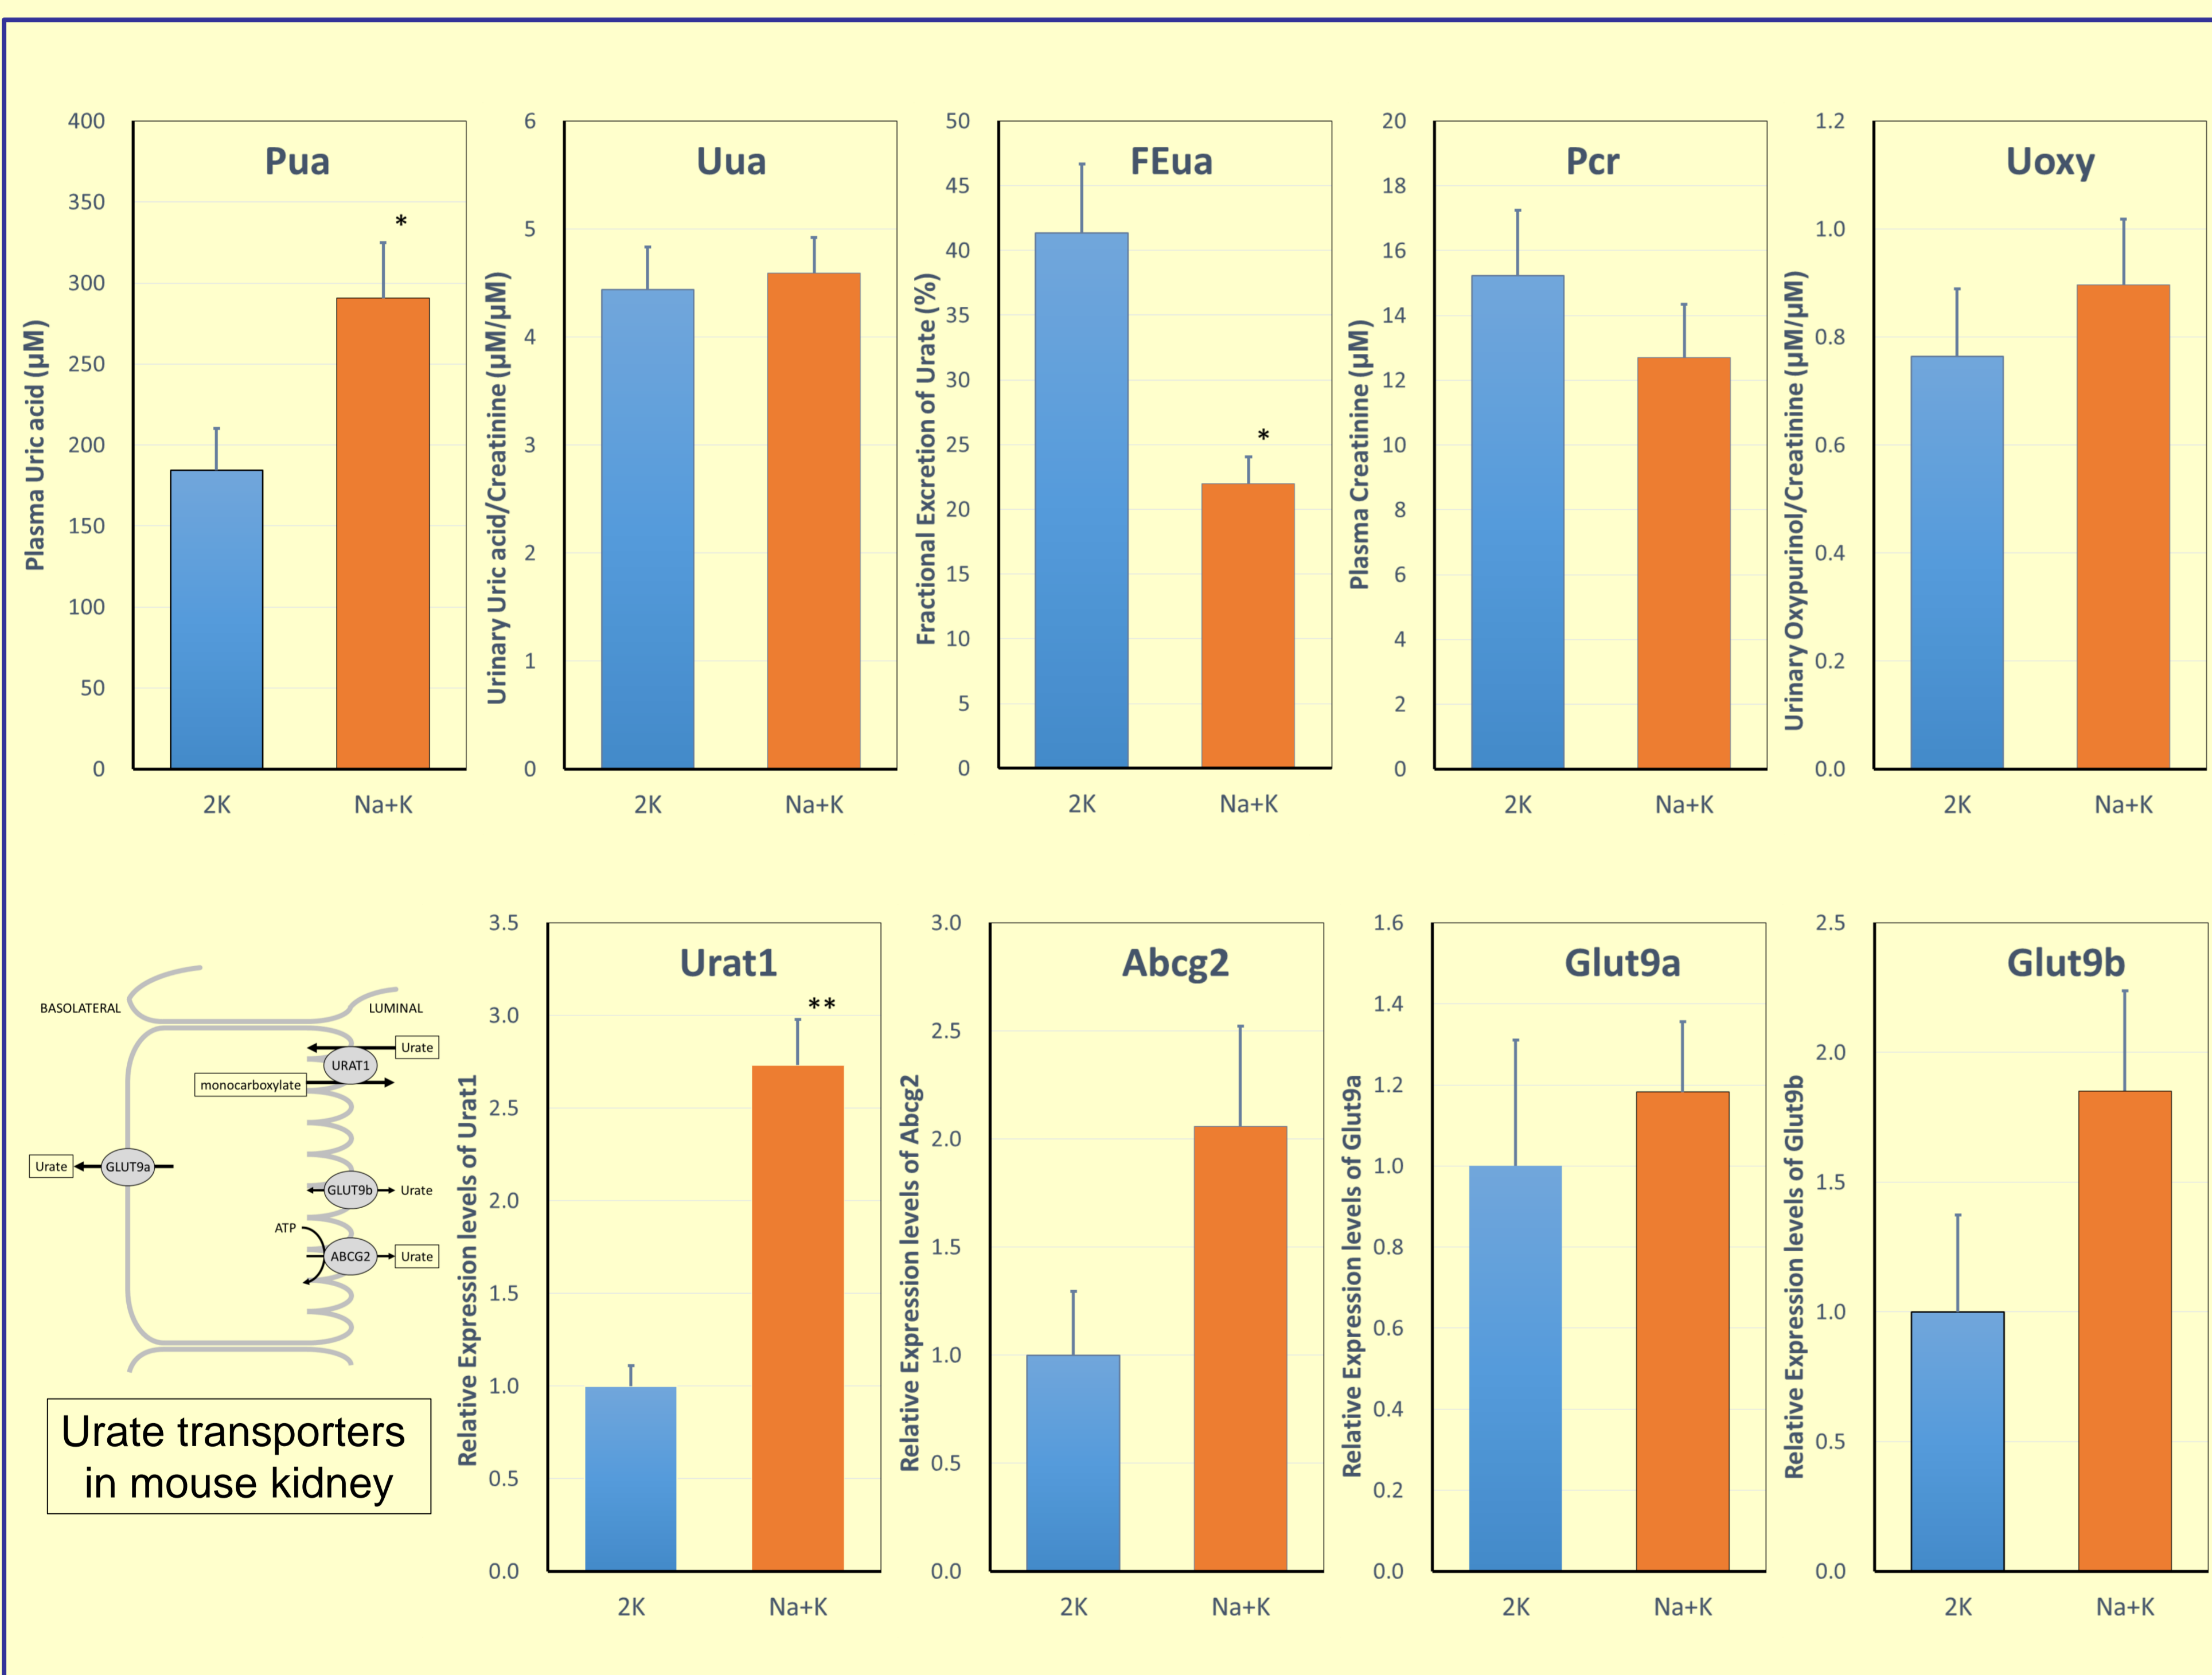 Pua
Plasma Uric acid (µM)
400
350
300
250
200
150
100
50
0
*
2K
Na+K
Uua
Urinary Uric acid/Creatinine (µM/µM)
6
5
4
3
2
1
0
2K
Na+K
FEua
Fractional Excretion of Urate (%)
50
45
40
35
30
25
20
15
10
5
0
*
2K
Na+K
Pcr
Plasma Creatinine (µM)
20
18
16
14
12
10
8
6
4
2
0
2K
Na+K
Uoxy
Urinary Oxypurinol/Creatinine (µM/µM)
1.2
1.0
0.8
0.6
0.4
0.2
0.0
2K
Na+K
BASOLATERAL
LUMINAL
Urate
URAT1
monocarboxylate
Urate
GLUT9a
GLUT9b
Urate
ATP
ABCG2
Urate
Urate transporters
in mouse kidney
Urat1
Relative Expression levels of Urat1
3.5
3.0
2.5
2.0
1.5
1.0
0.5
0.0
**
2K
Na+K
Abcg2
Relative Expression levels of Abcg2
3.0
2.5
2.0
1.5
1.0
0.5
0.0
2K
Na+K
Glut9a
Relative Expression levels of Glut9a
1.6
1.4
1.2
1.0
0.8
0.6
0.4
0.2
0.0
2K
Na+K
Glut9b
Relative Expression levels of Glut9b
2.5
2.0
1.5
1.0
0.5
0.0
2K
Na+K